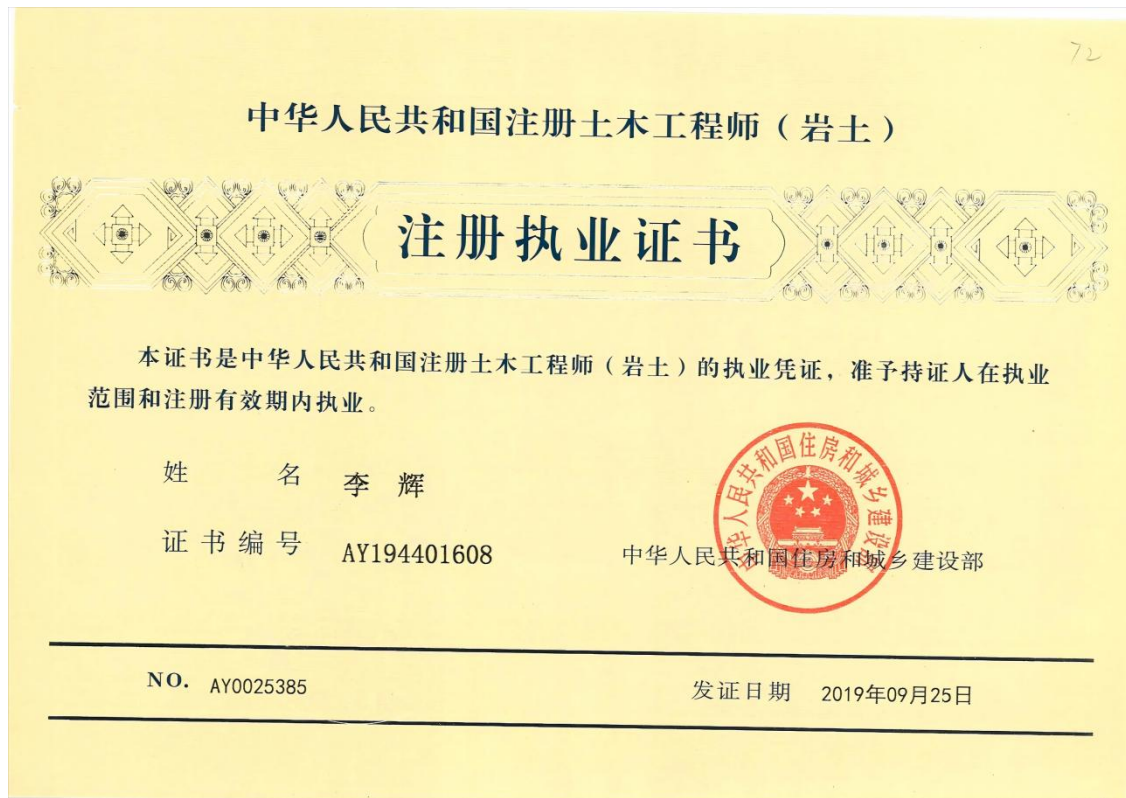 72
中华人民共和国注册土木工程师（岩土）
注册执业证书
本证书是中华人民共和国注册土木工程师（岩土）的执业凭证，准予持证人在执业
范围和注册有效期内执业。
姓 名 李 辉
证书编号 AY194401608
中华人民共和国住房和城乡建设部
中华人民共和国住房和城乡建设部
NO. AY0025385
发证日期 2019年09月25日